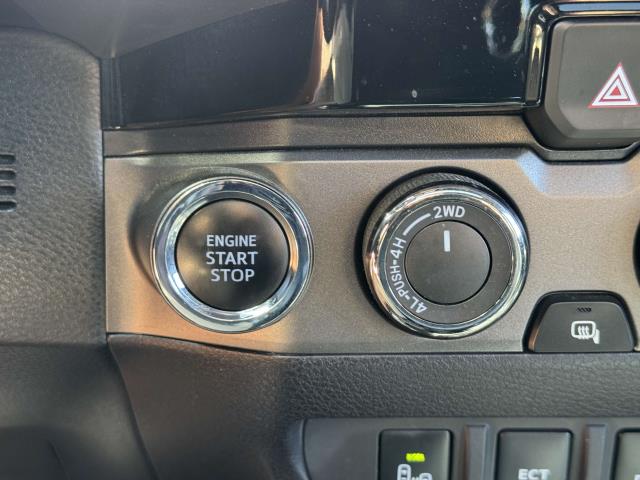 ENGINE
START
STOP
2WD
4L-PUSH-4H
ECT